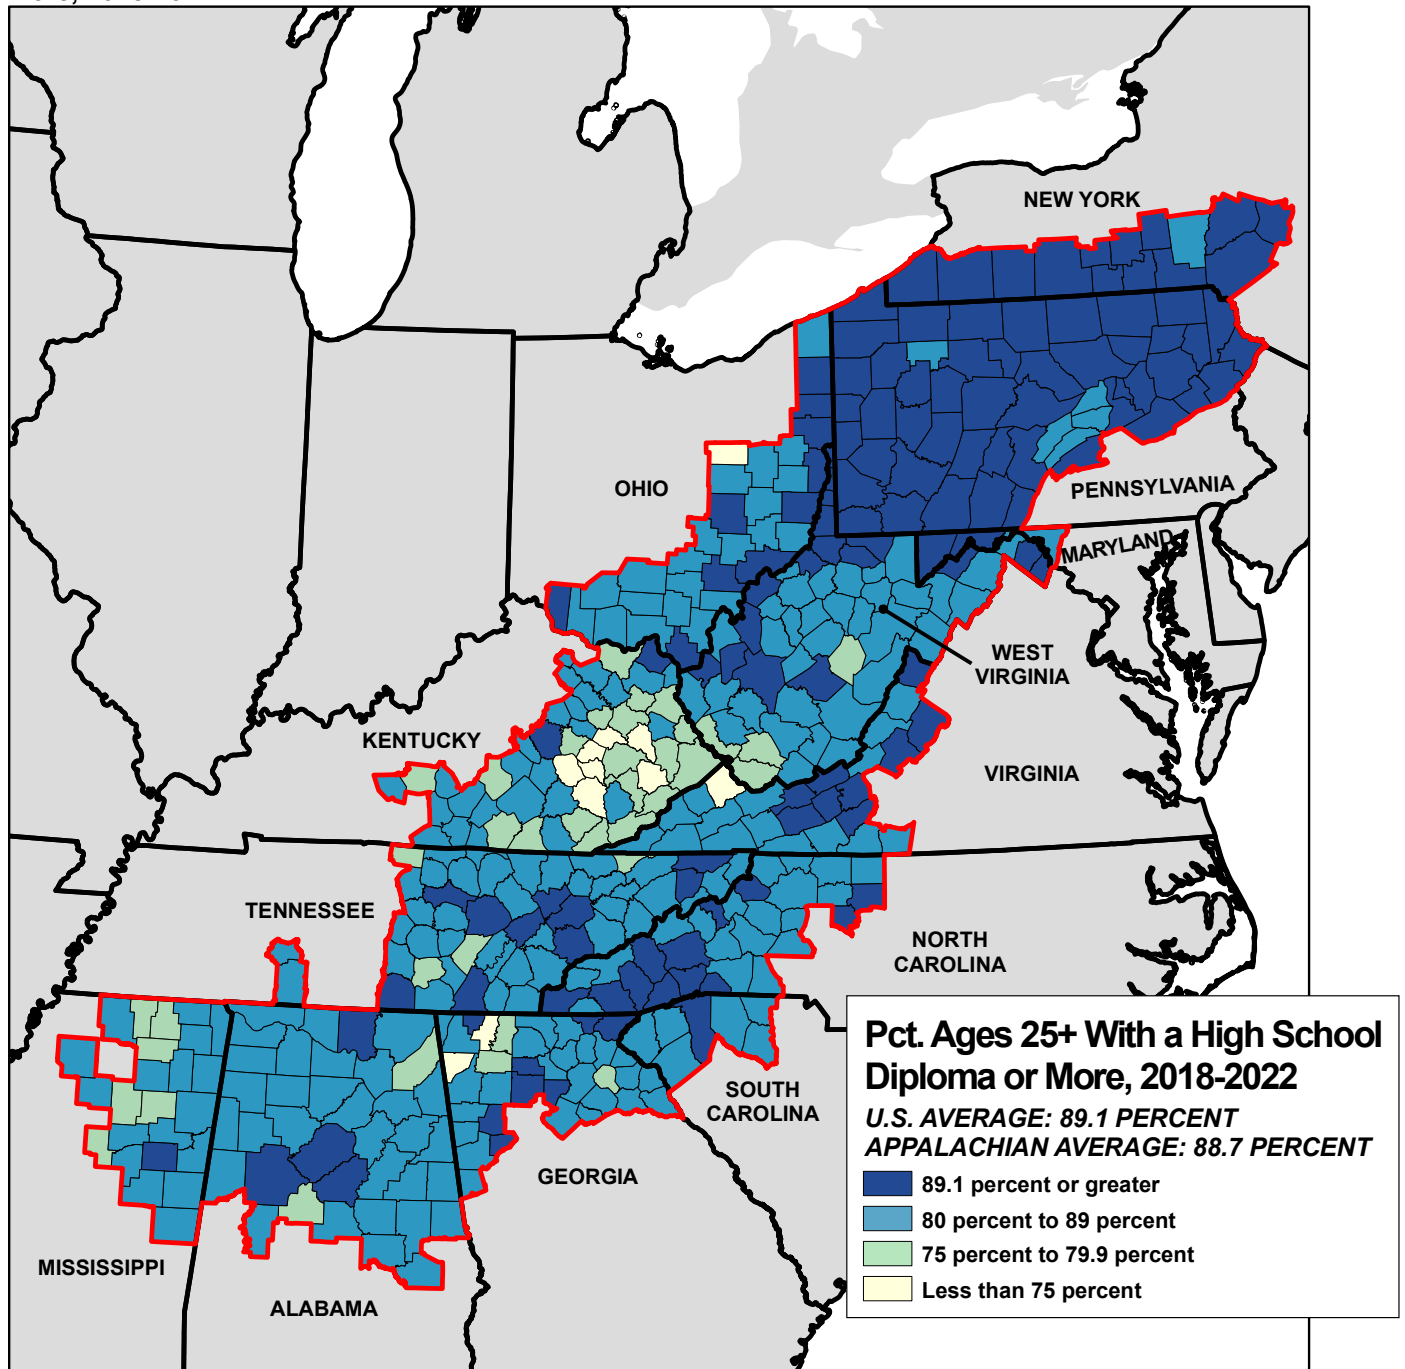 NEW YORK
OHIO
PENNSYLVANIA
MARYLAND
WEST
VIRGINIA
KENTUCKY
VIRGINIA
TENNESSEE
NORTH
CAROLINA
SOUTH
CAROLINA
GEORGIA
MISSISSIPPI
ALABAMA
Pct. Ages 25+ With a High School
Diploma or More, 2018-2022
U.S. AVERAGE: 89.1 PERCENT
APPALACHIAN AVERAGE: 88.7 PERCENT
89.1 percent or greater
80 percent to 89 percent
75 percent to 79.9 percent
Less than 75 percent